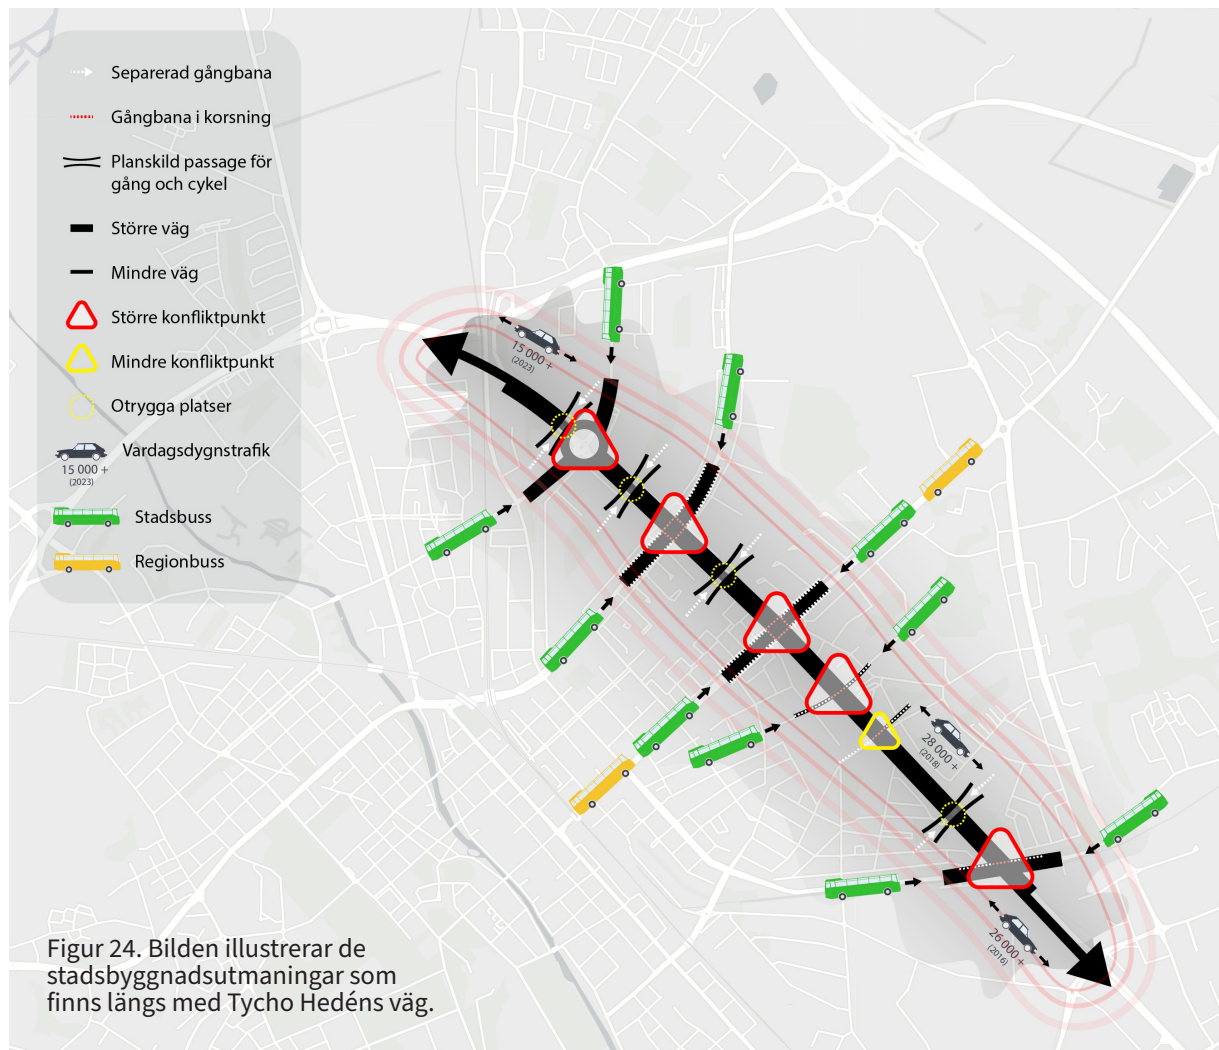 Separerad gångbana
Gångbana i korsning
Planskild passage för
gång och cykel
Större väg
Mindre väg
Större konfliktpunkt
Mindre konfliktpunkt
Otrygga platser
Vardagsdygnstrafik
15 000 +
(2023)
Stadsbuss
Regionbuss
15 000 +
(2023)
28 000 +
(2018)
26 000 +
(2016)
Figur 24. Bilden illustrerar de
stadsbyggnadsutmaningar som
finns längs med Tycho Hedéns väg.